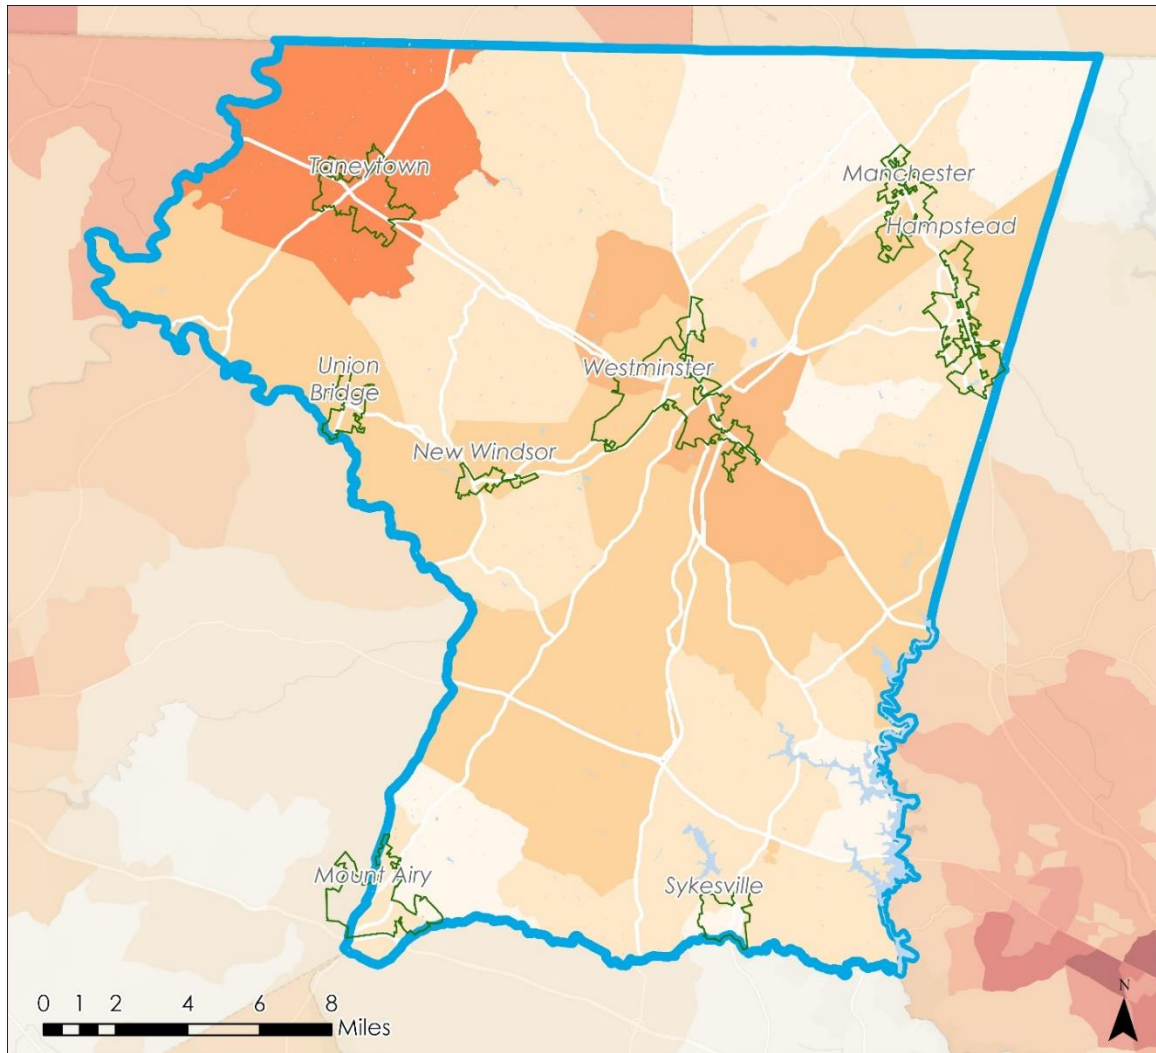 Taneytown
Manchester
Hampstead
Union
Bridge
Westminster
New Windsor
Mount Airy
Sykesville
0 1 2 4 6 8
Miles
N